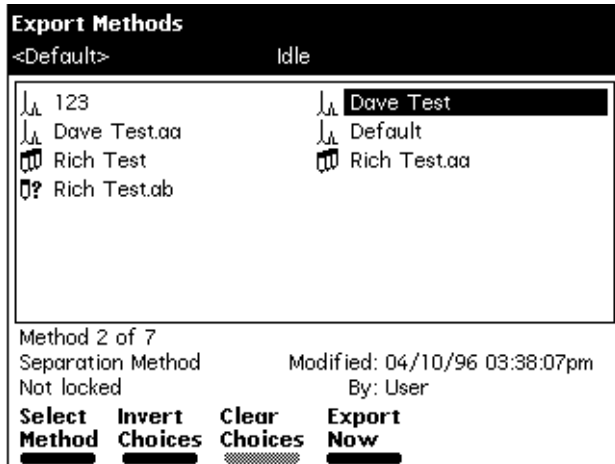 Export Methods
<Default> Idle
123 Dave Test
Dave Test.aa Default
Rich Test Rich Test.aa
? Rich Test.ab
Method 2 of 7
Separation Method Modified: 04/10/96 03:38:07pm
Not locked By: User
Select Invert Clear Export
Method Choices Choices Now